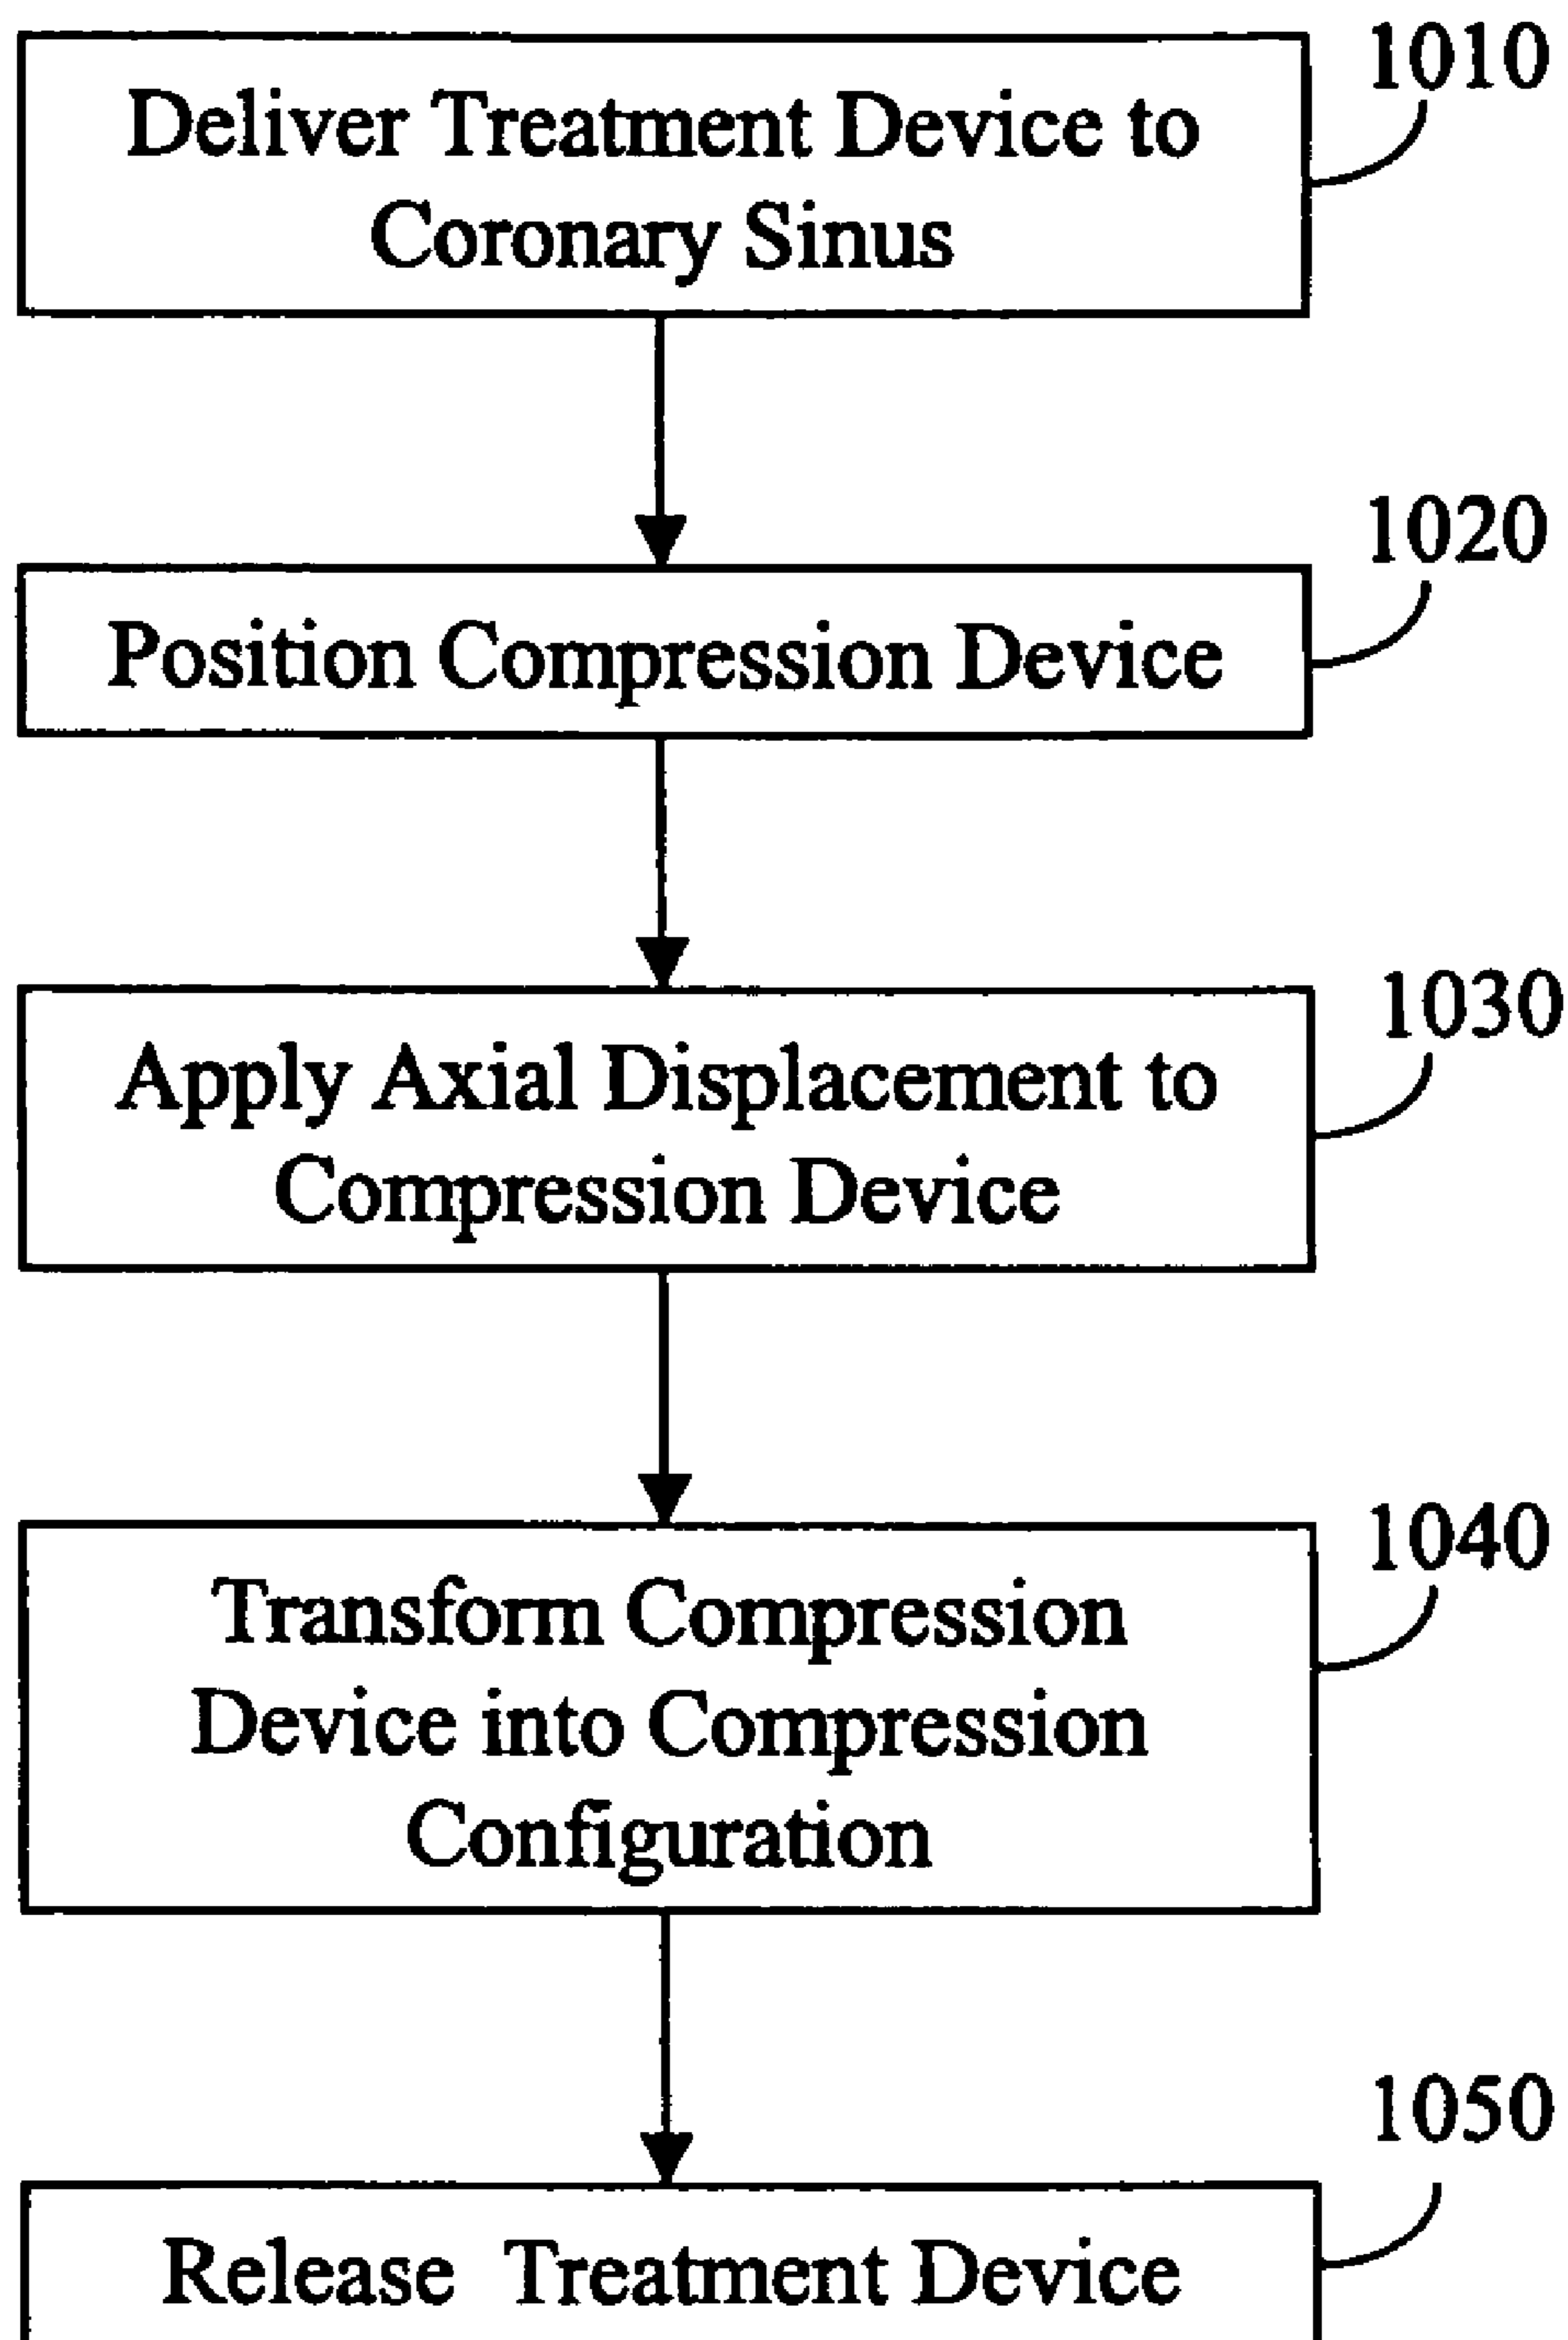 1010
Deliver Treatment Device to
Coronary Sinus
1020
Position Compression Device
1030
Apply Axial Displacement to
Compression Device
1040
Transform Compression
Device into Compression
Configuration
1050
Release Treatment Device